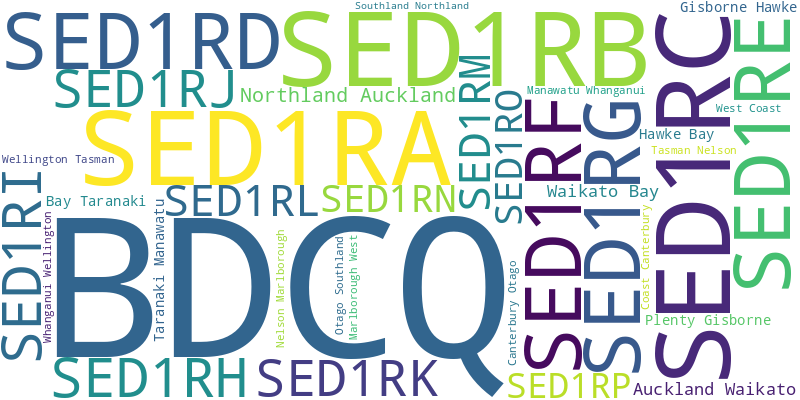 Southland Northland
Gisborne Hawke
SED1RD
SED1RB
SED1RC
SED1RE
SED1RJ
Northland Auckland
SED1RM
SED1RO
Manawatu Whanganui
SED1RF
SED1RG
West Coast
Hawke Bay
SED1RA
Tasman Nelson
Wellington Tasman
SED1RI
Bay Taranaki
SED1RL
SED1RN
Waikato Bay
Whanganui Wellington
BDCQ
Taranaki Manawatu
Nelson Marlborough
Otago Southland
Marlborough West
Canterbury Otago
Coast Canterbury
Plenty Gisborne
SED1RH
SED1RK
SED1RP
Auckland Waikato